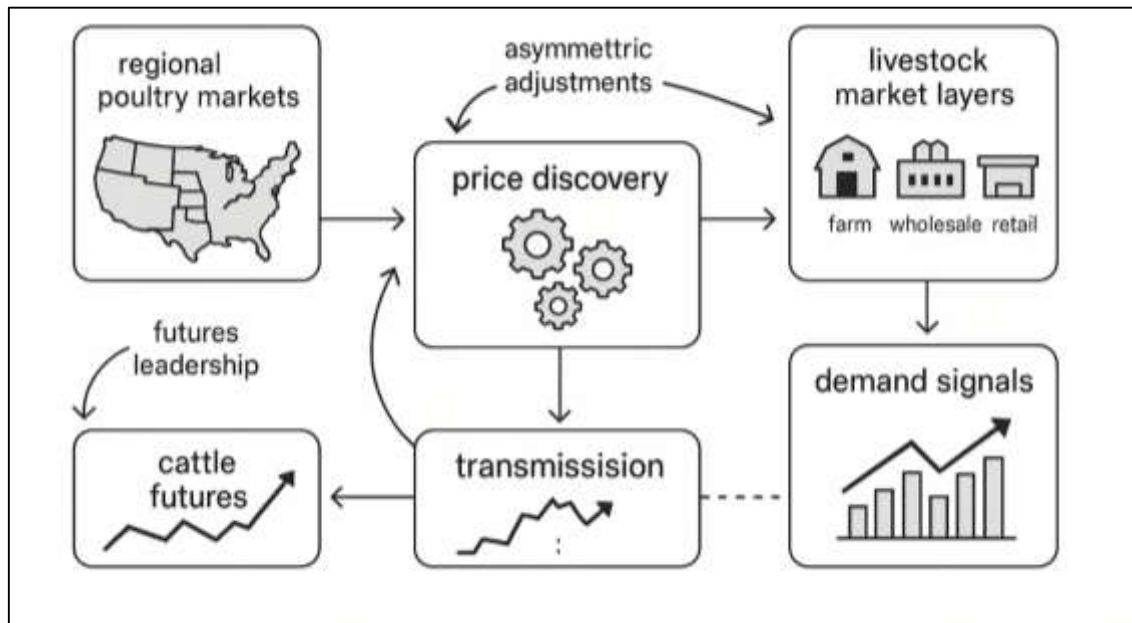 regional
poultry markets
asymmettric
adjustments
livestock
market layers
farm wholesale retail
price discovery
futures
leadership
cattle
futures
transmissision
demand signals